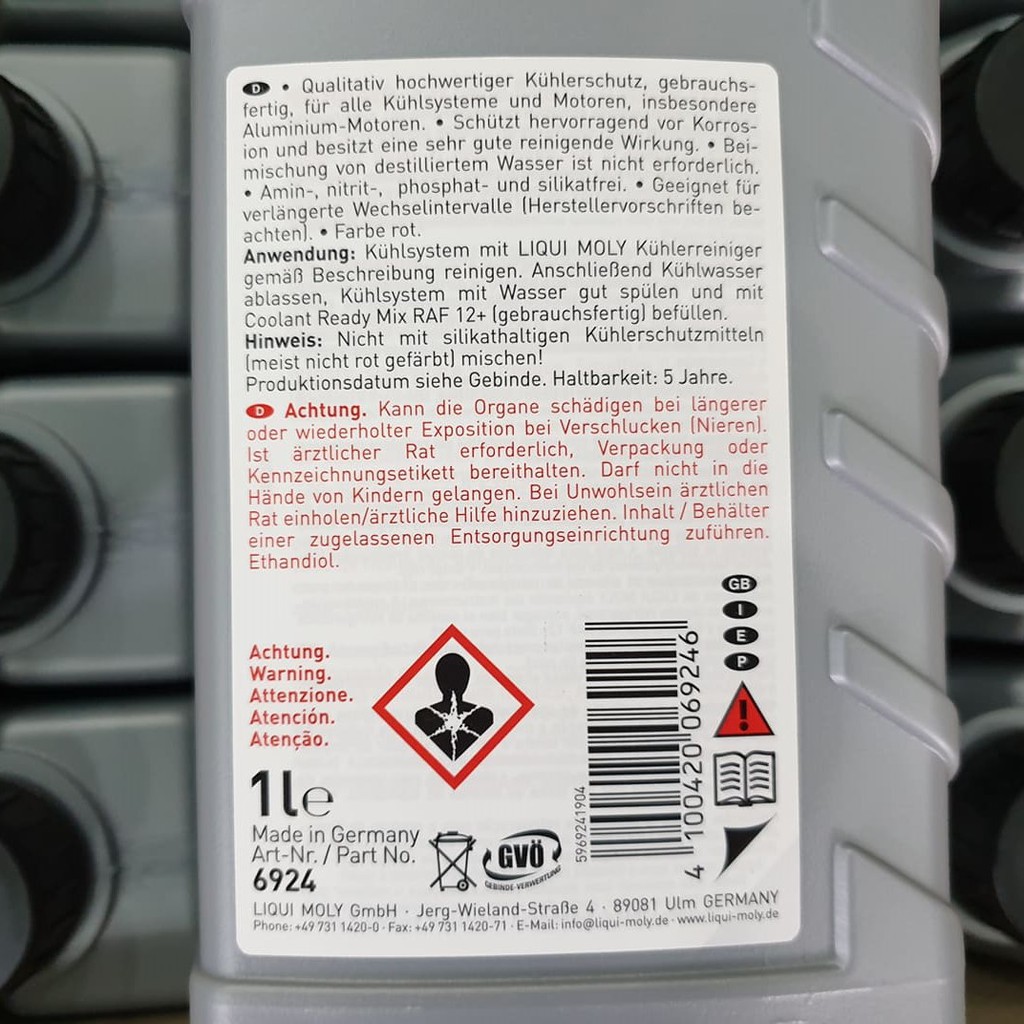 D • Qualitativ hochwertiger Kühlerschutz, gebrauchs-
fertig, für alle Kühlsysteme und Motoren, insbesondere
Aluminium-Motoren. • Schützt hervorragend vor Korros-
ion und besitzt eine sehr gute reinigende Wirkung. • Bei-
mischung von destilliertem Wasser ist nicht erforderlich.
• Amin-, nitrit-, phosphat- und silikatfrei. • Geeignet für
verlängerte Wechselintervalle (Herstellervorschriften be-
achten). • Farbe rot.
Anwendung: Kühlsystem mit LIQUI MOLY Kühlerreiniger
gemäß Beschreibung reinigen. Anschließend Kühlwasser
ablassen, Kühlsystem mit Wasser gut spülen und mit
Coolant Ready Mix RAF 12+ (gebrauchsfertig) befüllen.
Hinweis: Nicht mit silikathaltigen Kühlerschutzmitteln
(meist nicht rot gefärbt) mischen!
Produktionsdatum siehe Gebinde. Haltbarkeit: 5 Jahre.
D Achtung. Kann die Organe schädigen bei längerer
oder wiederholter Exposition bei Verschlucken (Nieren).
Ist ärztlicher Rat erforderlich, Verpackung oder
Kennzeichnungsetikett bereithalten. Darf nicht in die
Hände von Kindern gelangen. Bei Unwohlsein ärztlichen
Rat einholen/ärztliche Hilfe hinzuziehen. Inhalt / Behälter
einer zugelassenen Entsorgungseinrichtung zuführen.
Ethandiol.
GB
I
E
P
Achtung.
Warning.
Attenzione.
Atención.
Atenção.
1l e
Made in Germany
Art-Nr. / Part No.
6924
GVÖ
GEBINDE-VERWERTUNG
5969241904
4 100420 069246
LIQUI MOLY GmbH · Jerg-Wieland-Straße 4 · 89081 Ulm GERMANY
Phone: +49 731 1420-0 · Fax: +49 731 1420-71 · E-Mail: info@liqui-moly.de · www.liqui-moly.de